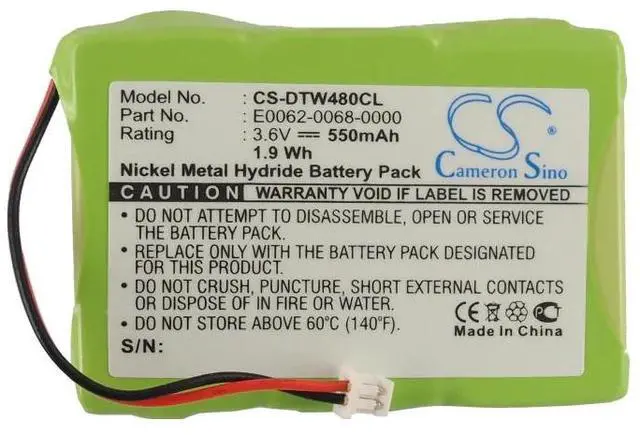 Model No. : CS-DTW480CL
Part No. : E0062-0068-0000
Rating : 3.6V 550mAh
1.9 Wh
Nickel Metal Hydride Battery Pack
CS
Cameron Sino
CAUTION WARRANTY VOID IF LABEL IS REMOVED
• DO NOT ATTEMPT TO DISASSEMBLE, OPEN OR SERVICE
THE BATTERY PACK.
• REPLACE ONLY WITH THE BATTERY PACK DESIGNATED
FOR THIS PRODUCT.
• DO NOT CRUSH, PUNCTURE, SHORT EXTERNAL CONTACTS
OR DISPOSE OF IN FIRE OR WATER.
• DO NOT STORE ABOVE 60°C (140°F).
CE
Made In China
S/N: